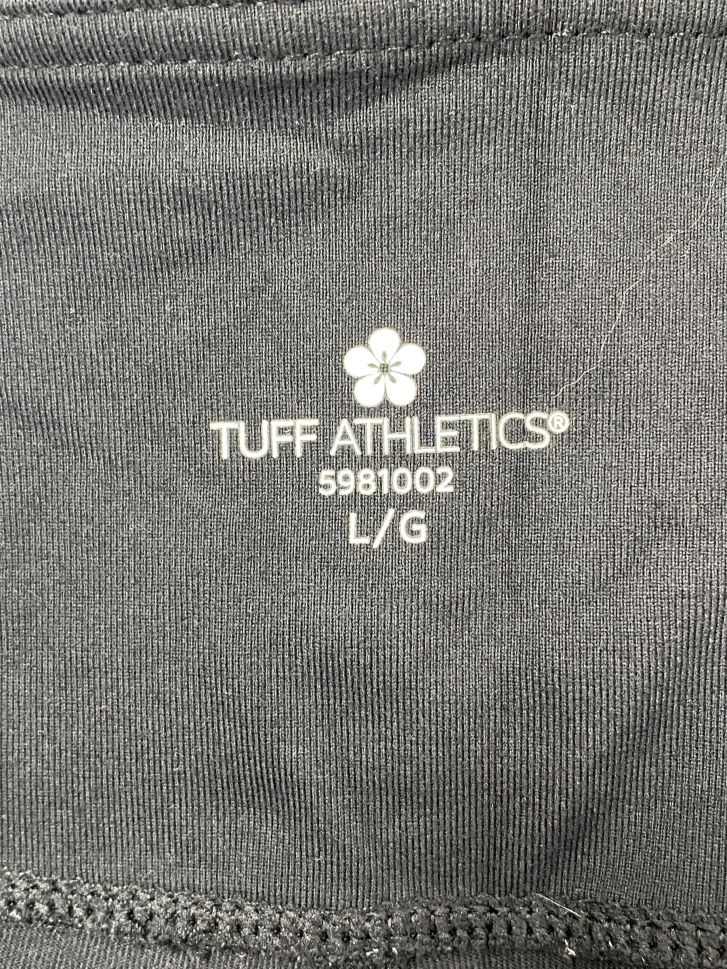 TUFF ATHLETICS®
5981002
L/G